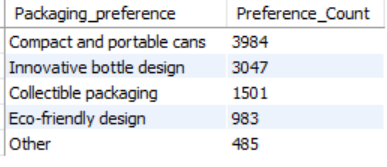 Packaging_preference Preference_Count
Compact and portable cans 3984
Innovative bottle design 3047
Collectible packaging 1501
Eco-friendly design 983
Other 485